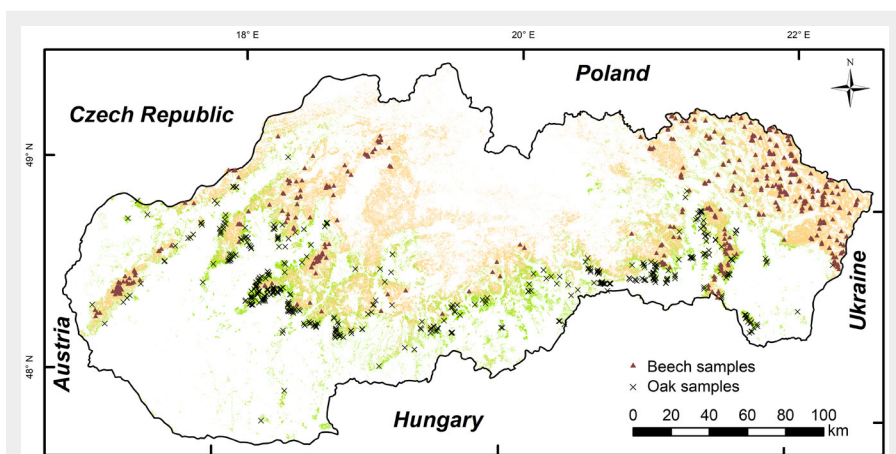 18° E 20° E 22° E
Poland
N
Czech Republic
49° N
Ukraine
Beech samples
Austria
48° N
Oak samples
Hungary
0 20 40 60 80 100
km